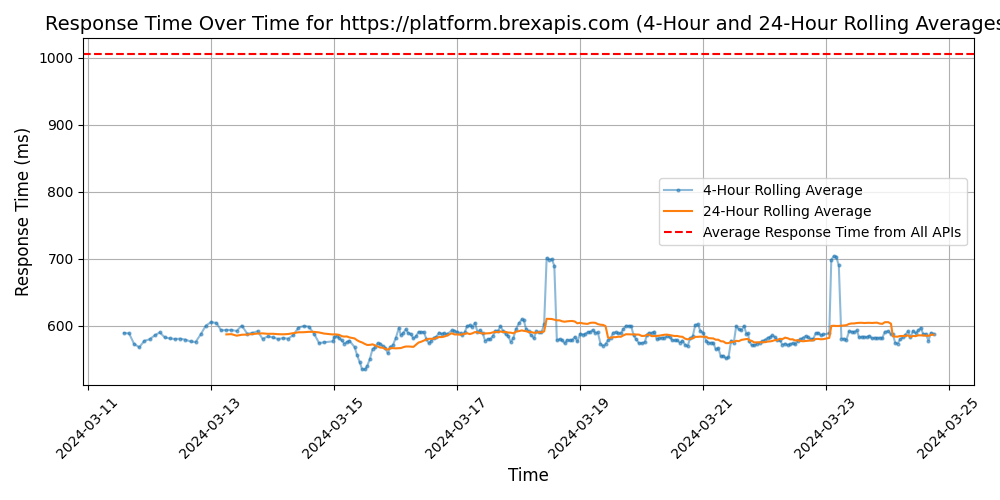 Response Time Over Time for https://platform.brexapis.com (4-Hour and 24-Hour Rolling Averages
Response Time (ms)
1000
900
800
700
600
4-Hour Rolling Average
24-Hour Rolling Average
Average Response Time from All APIs
2024-03-11
2024-03-13
2024-03-15
2024-03-17
2024-03-19
2024-03-21
2024-03-23
2024-03-25
Time